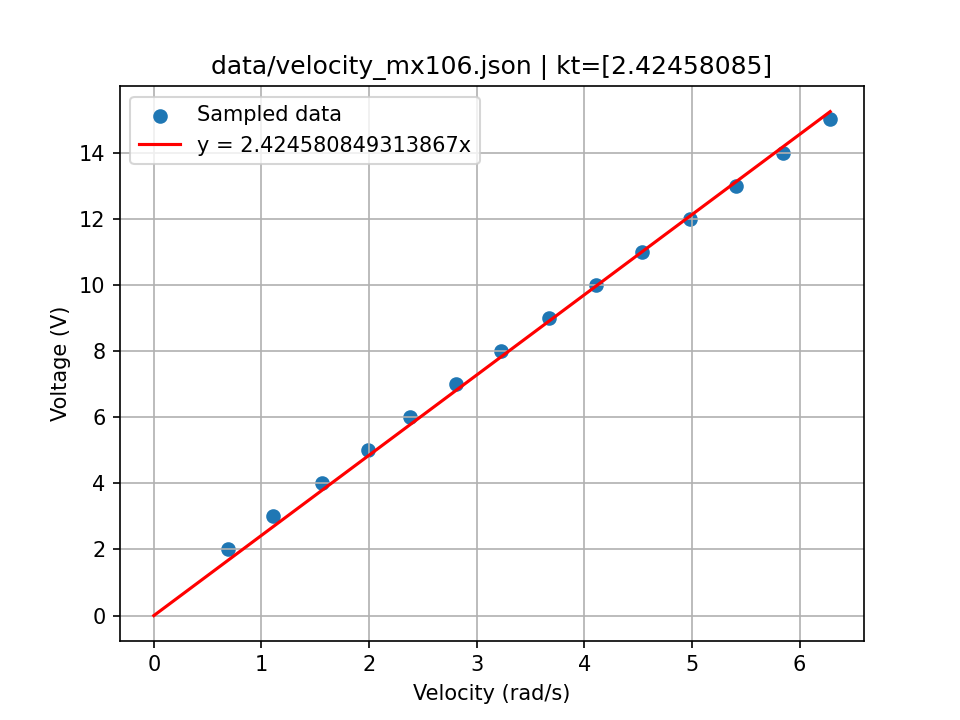 data/velocity_mx106.json | kt=[2.42458085]
Sampled data
y = 2.424580849313867x
14
12
10
8
6
4
2
0
Voltage (V)
0 1 2 3 4 5 6
Velocity (rad/s)